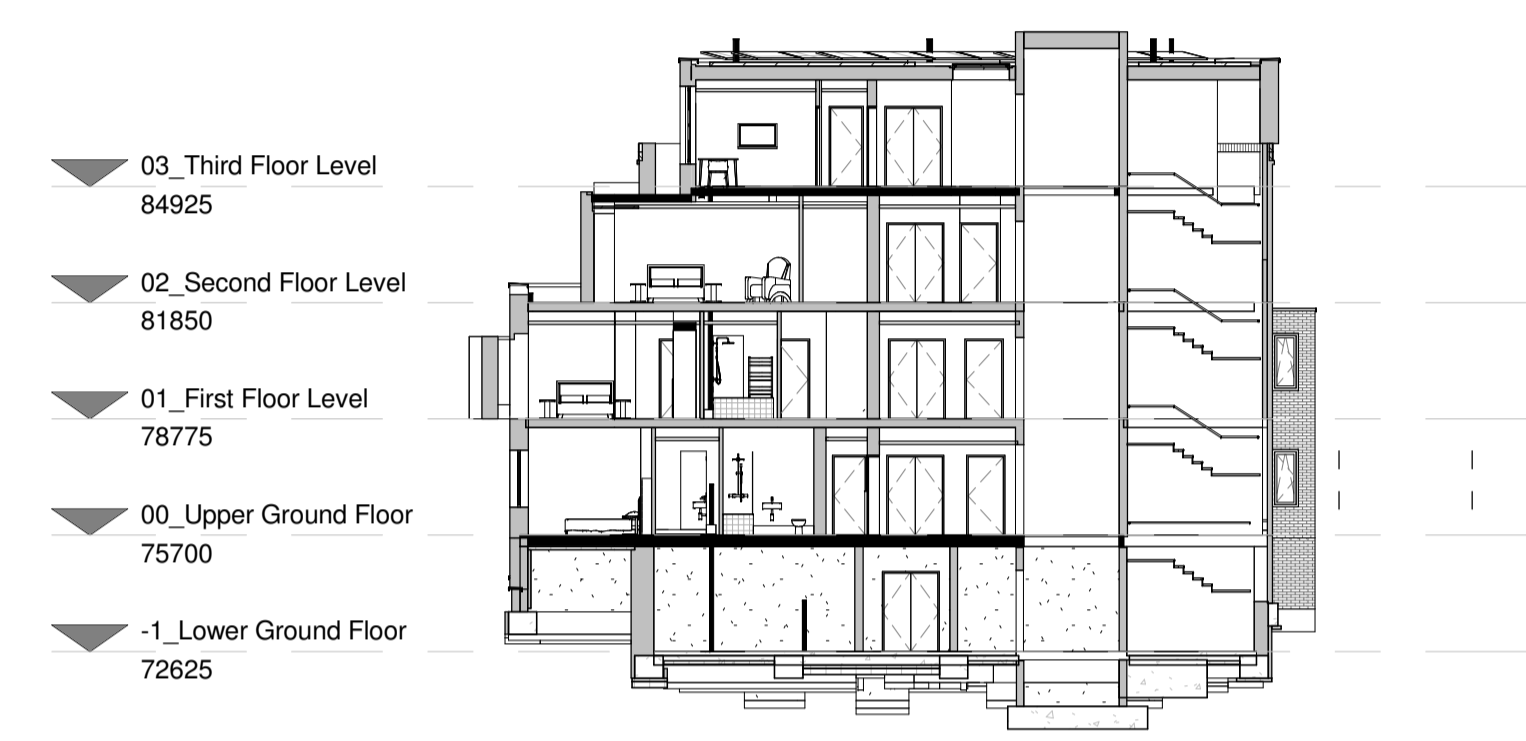 03_Third Floor Level
84925
02_Second Floor Level
81850
01_First Floor Level
78775
00_Upper Ground Floor
75700
-1_Lower Ground Floor
72625